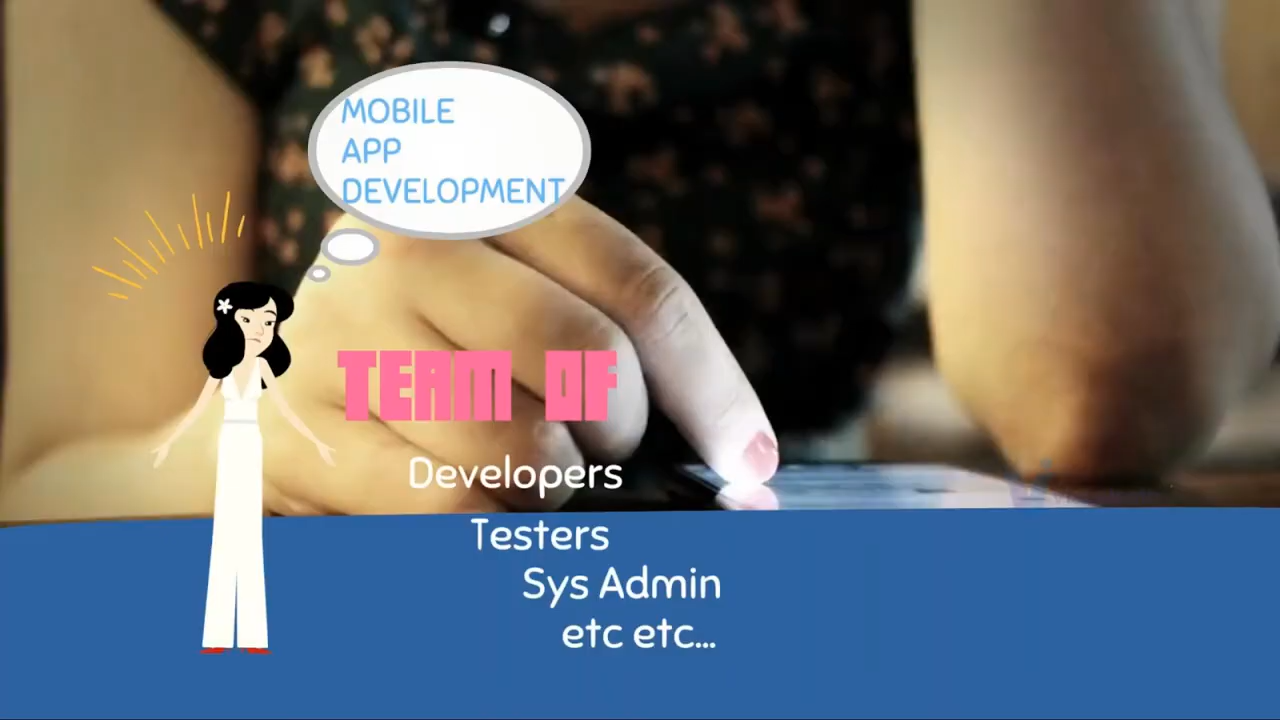 MOBILE
APP
DEVELOPMENT
TEAM OF
Developers
Testers
Sys Admin
etc etc...